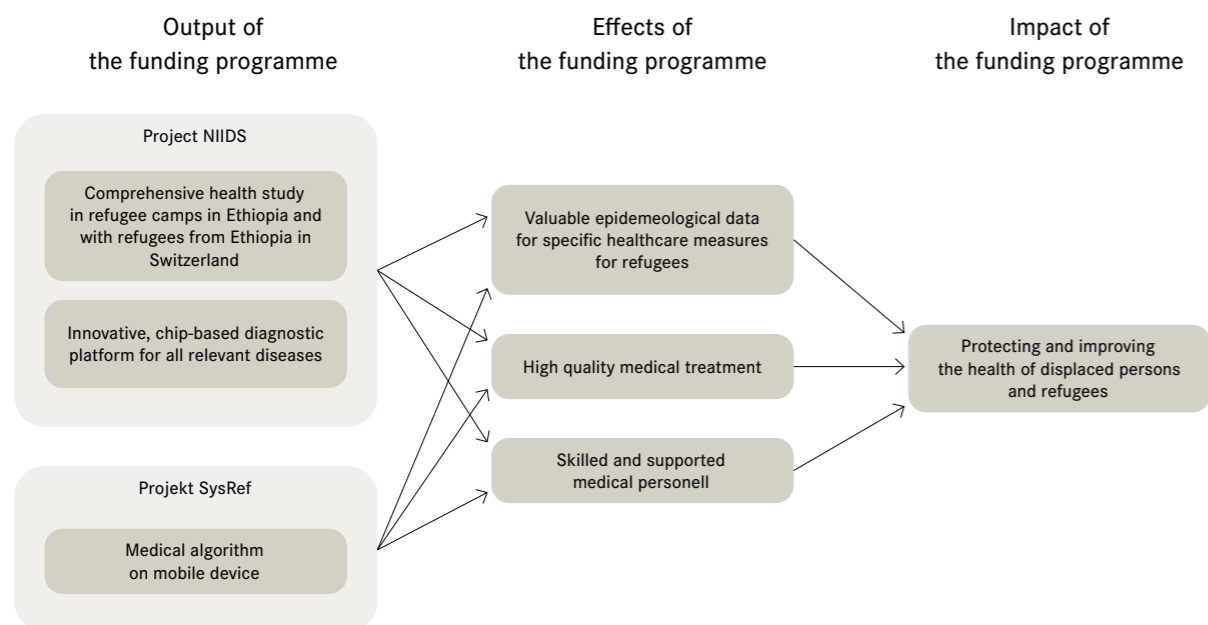 Output of
the funding programme
Effects of
the funding programme
Impact of
the funding programme
Project NIIDS
Comprehensive health study
in refugee camps in Ethiopia and
with refugees from Ethiopia in
Switzerland
Innovative, chip-based diagnostic
platform for all relevant diseases
Projekt SysRef
Medical algorithm
on mobile device
Valuable epidemeological data
for specific healthcare measures
for refugees
High quality medical treatment
Skilled and supported
medical personell
Protecting and improving
the health of displaced persons
and refugees